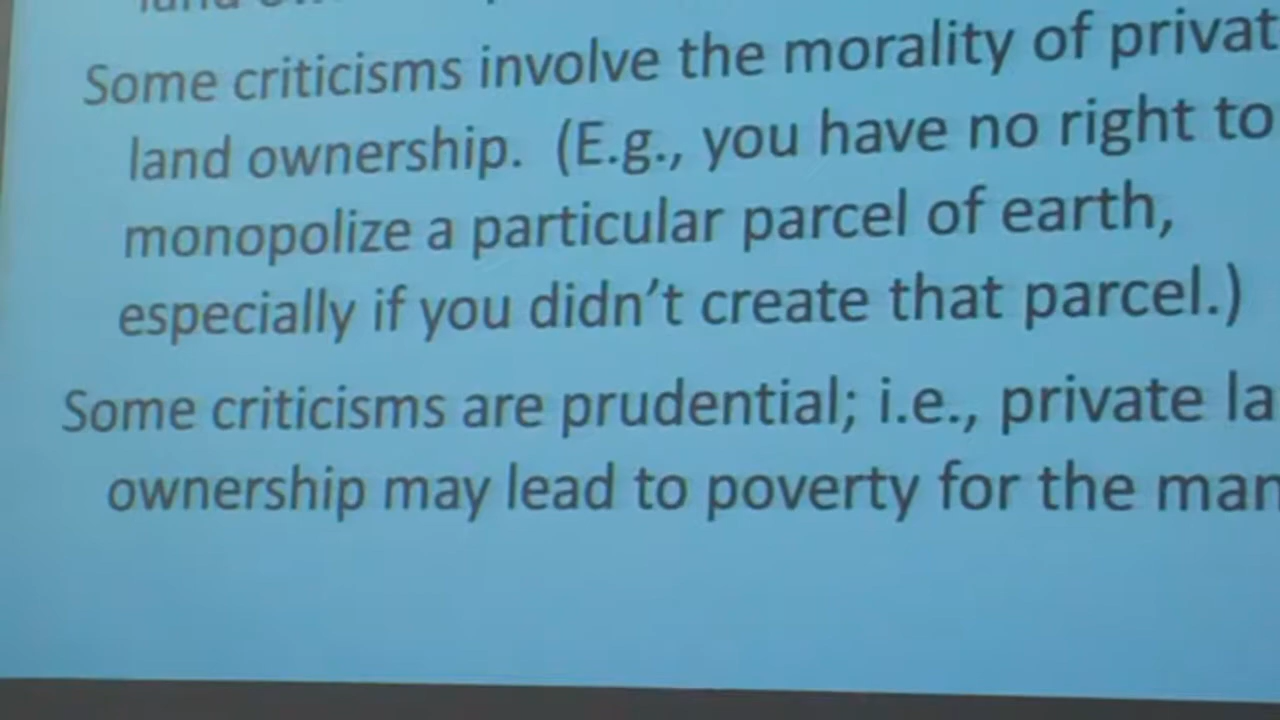 Some criticisms involve the morality of privat
land ownership. (E.g., you have no right to
monopolize a particular parcel of earth,
especially if you didn't create that parcel.)
Some criticisms are prudential; i.e., private la
ownership may lead to poverty for the man